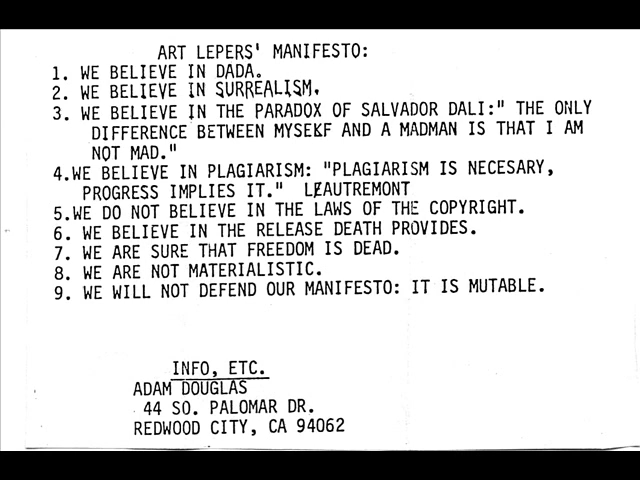 ART LEPERS' MANIFESTO:
1. WE BELIEVE IN DADA.
2. WE BELIEVE IN SURREALISM.
3. WE BELIEVE IN THE PARADOX OF SALVADOR DALI:" THE ONLY
DIFFERENCE BETWEEN MYSEKF AND A MADMAN IS THAT I AM
NOT MAD."
4.WE BELIEVE IN PLAGIARISM: "PLAGIARISM IS NECESARY,
PROGRESS IMPLIES IT." LEAUTREMONT
5.WE DO NOT BELIEVE IN THE LAWS OF THE COPYRIGHT.
6. WE BELIEVE IN THE RELEASE DEATH PROVIDES.
7. WE ARE SURE THAT FREEDOM IS DEAD.
8. WE ARE NOT MATERIALISTIC.
9. WE WILL NOT DEFEND OUR MANIFESTO: IT IS MUTABLE.
INFO, ETC.
ADAM DOUGLAS
44 SO. PALOMAR DR.
REDWOOD CITY, CA 94062